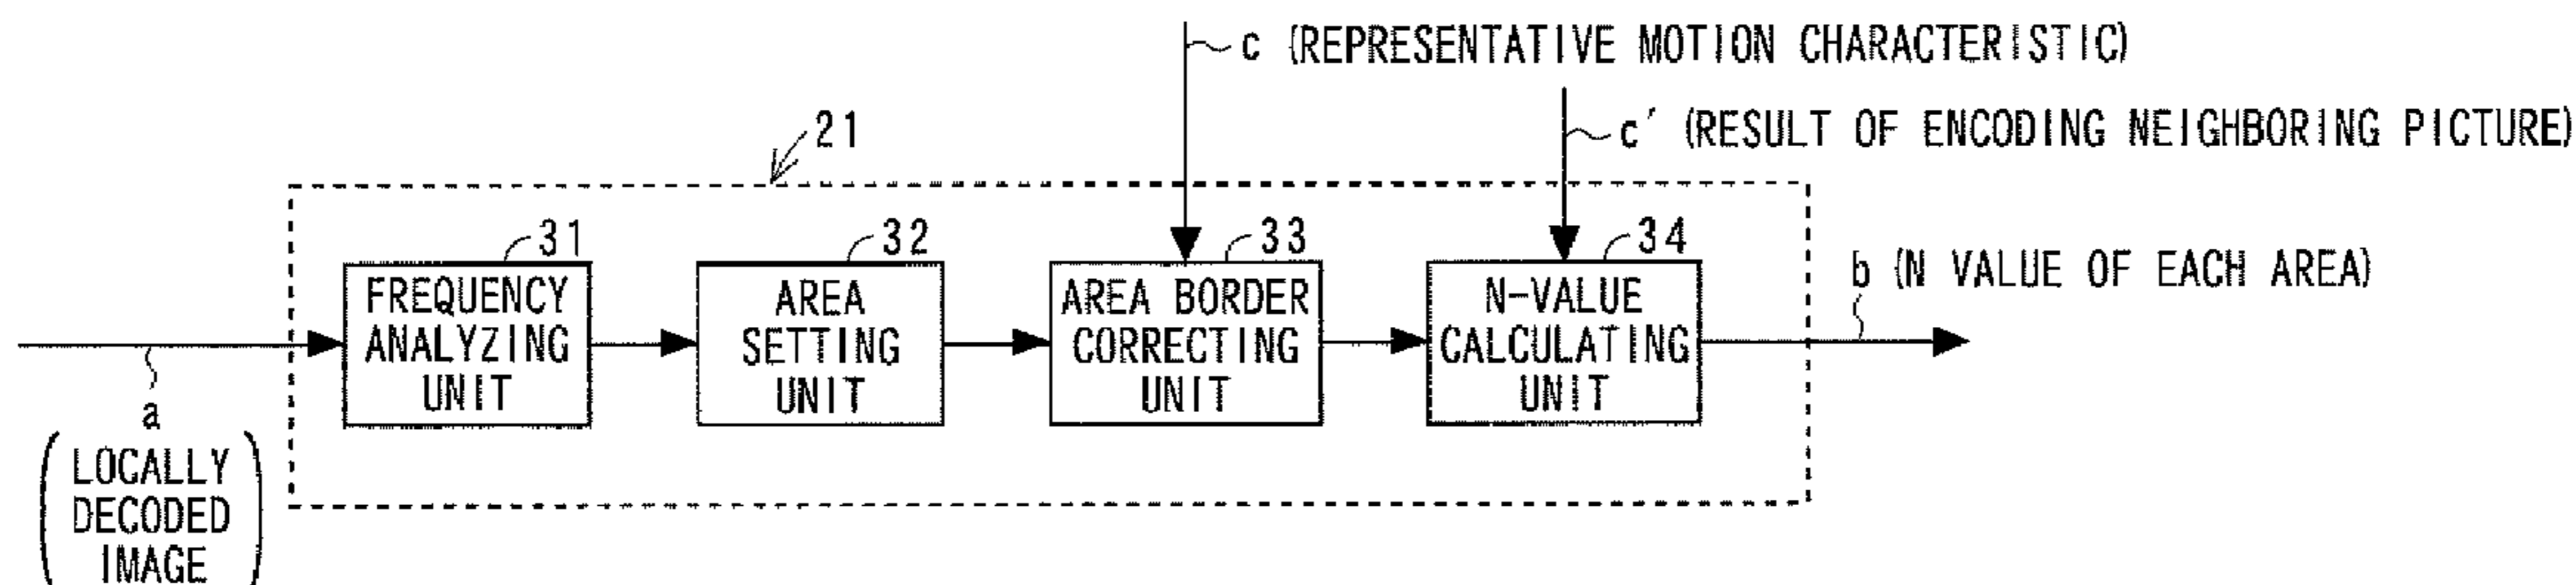 c (REPRESENTATIVE MOTION CHARACTERISTIC)
c′ (RESULT OF ENCODING NEIGHBORING PICTURE)
21
31
32
33
34
FREQUENCY
ANALYZING
UNIT
AREA
SETTING
UNIT
AREA BORDER
CORRECTING
UNIT
N-VALUE
CALCULATING
UNIT
b (N VALUE OF EACH AREA)
a
(LOCALLY
DECODED
IMAGE)